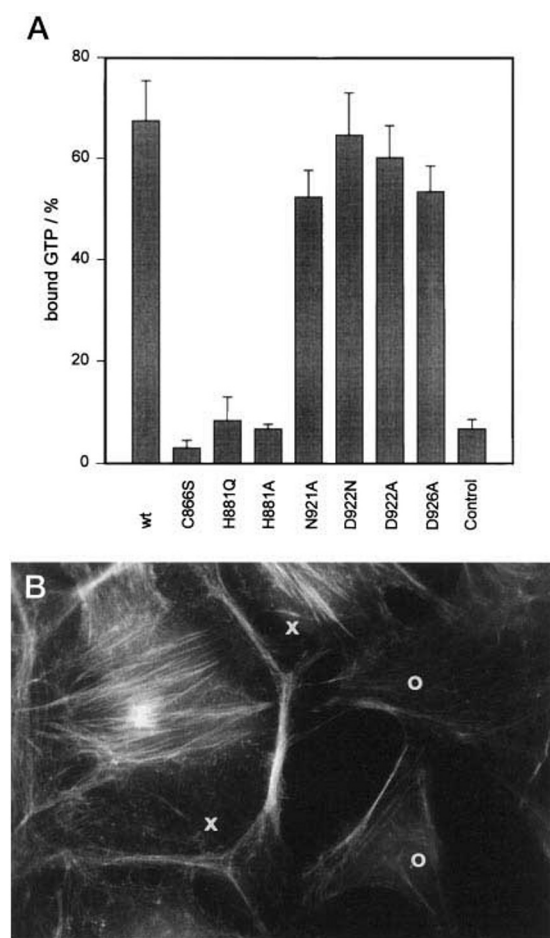 A
80
60
40
20
0
bound GTP / %
wt
C866S
H881Q
H881A
N921A
D922N
D922A
D926A
Control
B
x
o
x
o